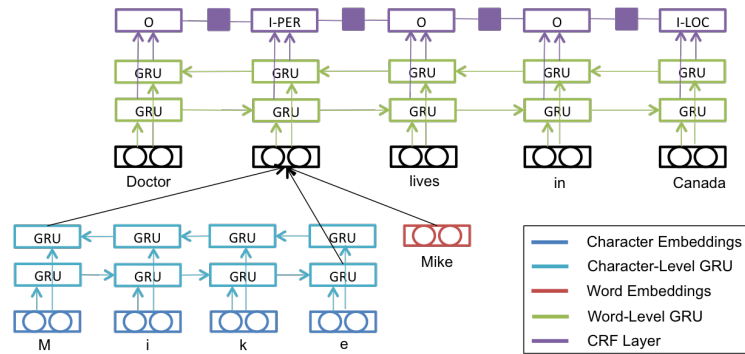 O I-PER O O I-LOC
GRU GRU GRU GRU GRU
GRU GRU GRU GRU GRU
Doctor lives in Canada
GRU GRU GRU GRU
GRU GRU GRU GRU
Mike
M i k e
Character Embeddings
Character-Level GRU
Word Embeddings
Word-Level GRU
CRF Layer